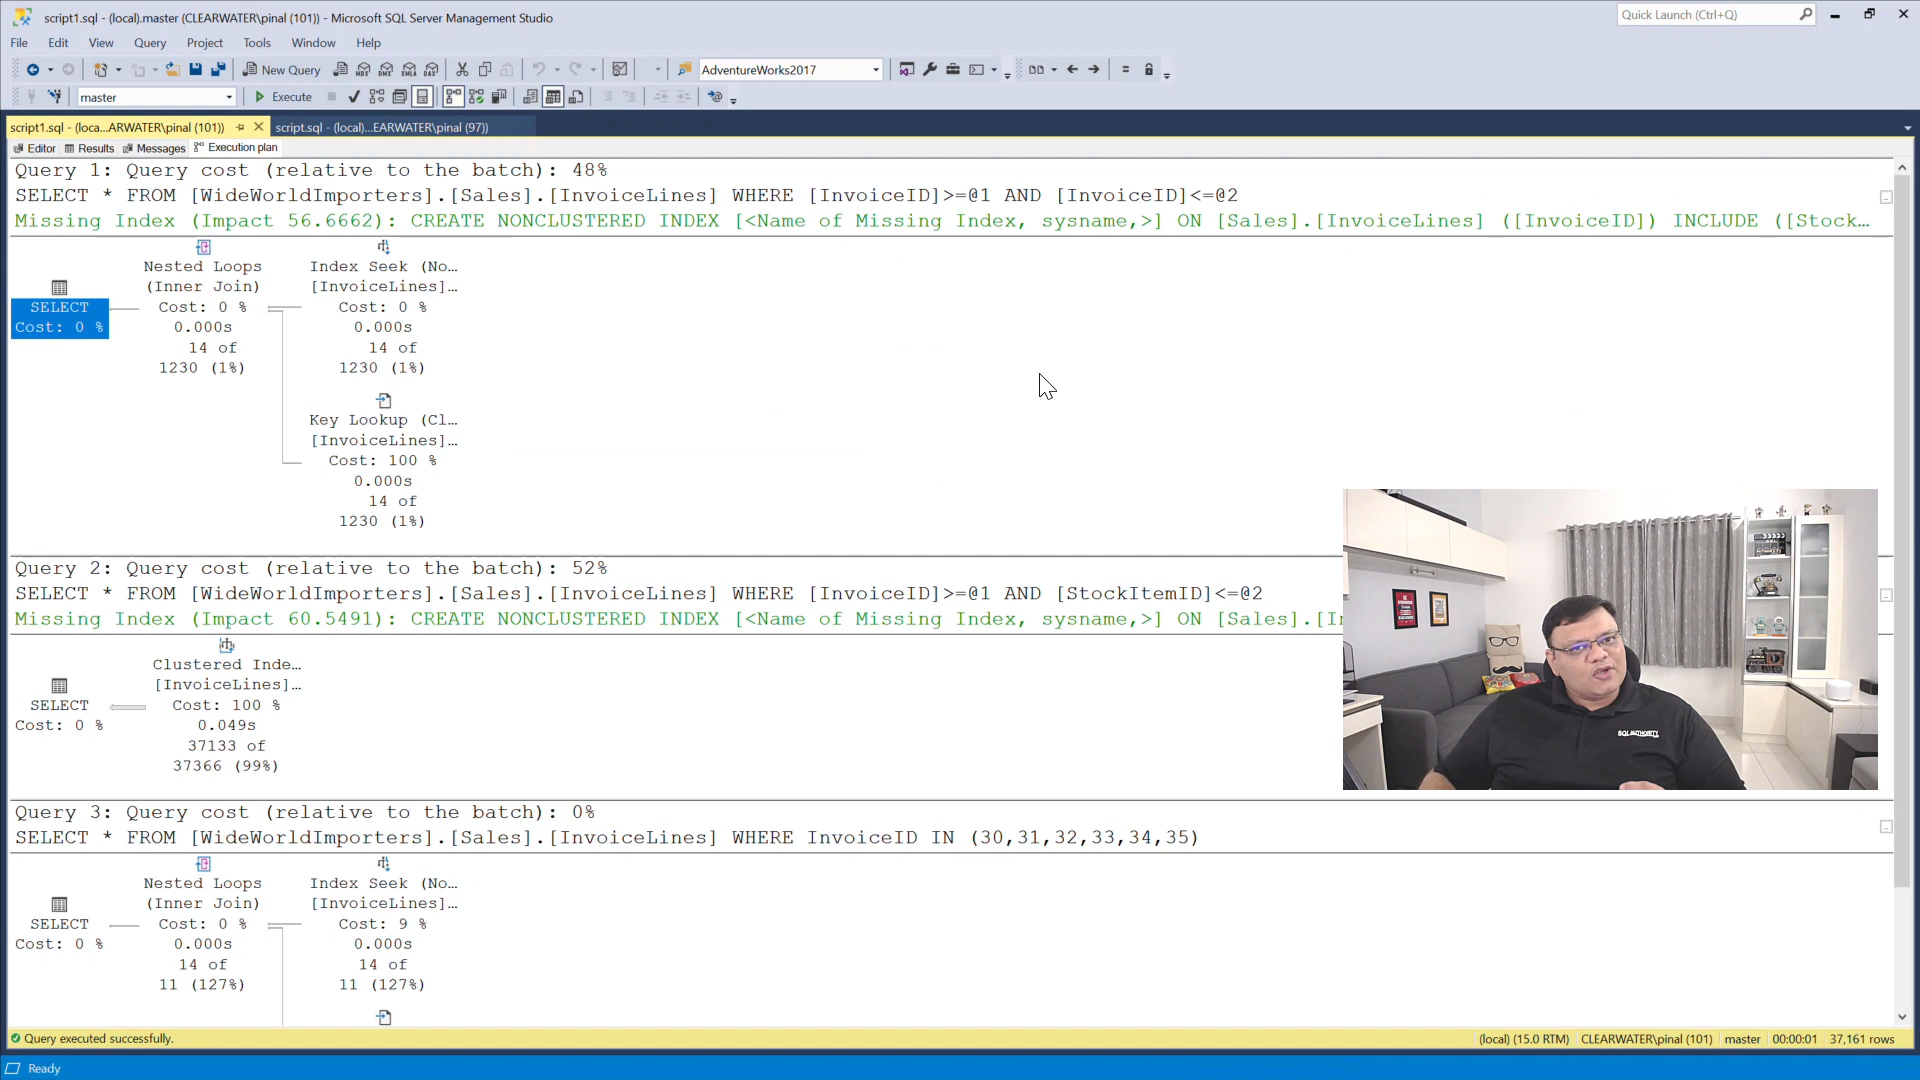 script1.sql - (local).master (CLEARWATER\pinal (101)) - Microsoft SQL Server Management Studio
Quick Launch (Ctrl+Q)
File Edit View Query Project Tools Window Help
New Query
MDX DMX XMLA DAX
AdventureWorks2017
master
Execute
script1.sql - (loca...ARWATER\pinal (101))
script.sql - (local)...EARWATER\pinal (97))
Editor Results Messages Execution plan
Query 1: Query cost (relative to the batch): 48%
SELECT * FROM [WideWorldImporters].[Sales].[InvoiceLines] WHERE [InvoiceID]>=@1 AND [InvoiceID]<=@2
Missing Index (Impact 56.6662): CREATE NONCLUSTERED INDEX [<Name of Missing Index, sysname,>] ON [Sales].[InvoiceLines] ([InvoiceID]) INCLUDE ([Stock...
SELECT
Cost: 0 %
Nested Loops
(Inner Join)
Cost: 0 %
0.000s
14 of
1230 (1%)
Index Seek (No...
[InvoiceLines]...
Cost: 0 %
0.000s
14 of
1230 (1%)
Key Lookup (Cl...
[InvoiceLines]...
Cost: 100 %
0.000s
14 of
1230 (1%)
Query 2: Query cost (relative to the batch): 52%
SELECT * FROM [WideWorldImporters].[Sales].[InvoiceLines] WHERE [InvoiceID]>=@1 AND [StockItemID]<=@2
Missing Index (Impact 60.5491): CREATE NONCLUSTERED INDEX [<Name of Missing Index, sysname,>] ON [Sales].[In
SELECT
Cost: 0 %
Clustered Inde...
[InvoiceLines]...
Cost: 100 %
0.049s
37133 of
37366 (99%)
SQLAUTHORITY
Query 3: Query cost (relative to the batch): 0%
SELECT * FROM [WideWorldImporters].[Sales].[InvoiceLines] WHERE InvoiceID IN (30,31,32,33,34,35)
SELECT
Cost: 0 %
Nested Loops
(Inner Join)
Cost: 0 %
0.000s
14 of
11 (127%)
Index Seek (No...
[InvoiceLines]...
Cost: 9 %
0.000s
14 of
11 (127%)
Query executed successfully.
(local) (15.0 RTM) CLEARWATER\pinal (101) master 00:00:01 37,161 rows
Ready